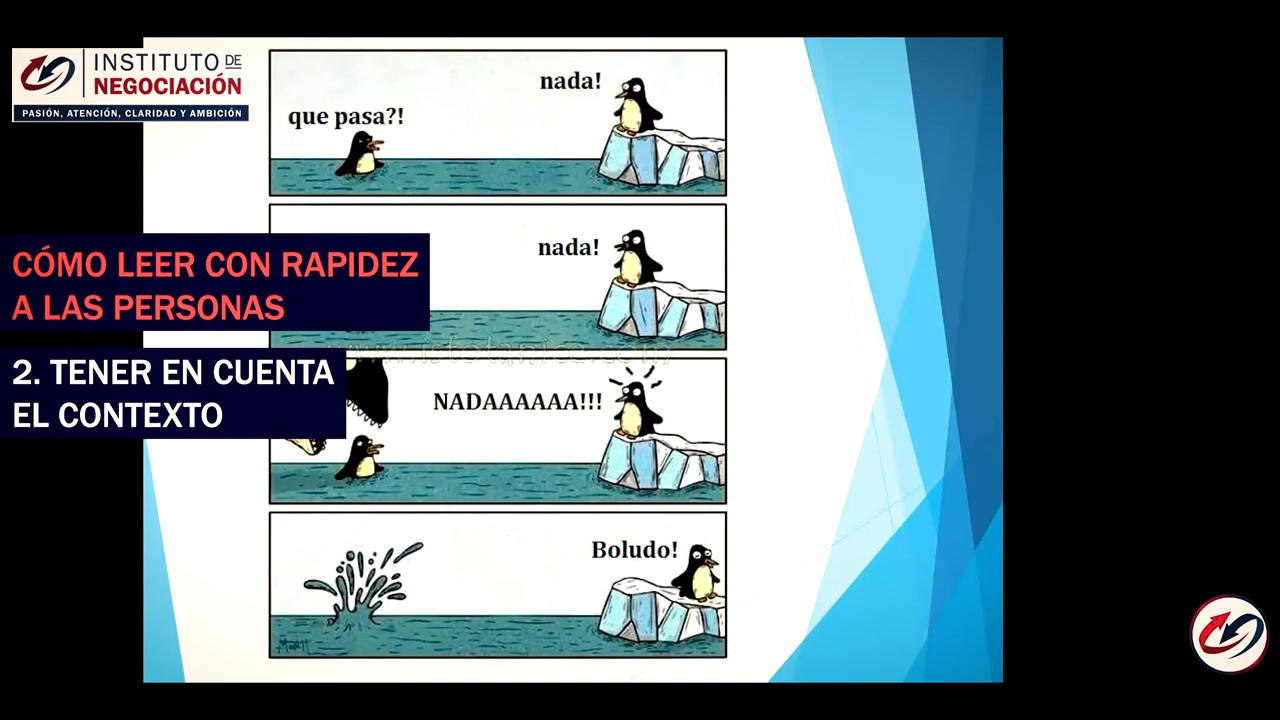 INSTITUTO DE
NEGOCIACIÓN
PASIÓN, ATENCIÓN, CLARIDAD Y AMBICIÓN
nada!
que pasa?!
CÓMO LEER CON RAPIDEZ
A LAS PERSONAS
nada!
2. TENER EN CUENTA
EL CONTEXTO
NADAAAAAA!!!
Boludo!